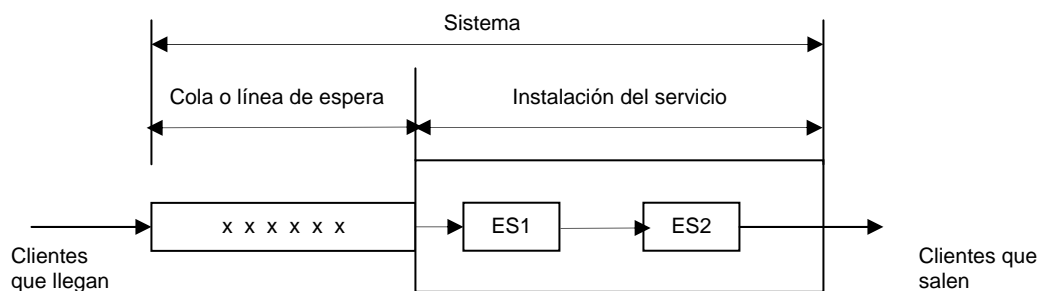 Sistema
Cola o línea de espera
Instalación del servicio
x x x x x x
ES1
ES2
Clientes
que llegan
Clientes que
salen